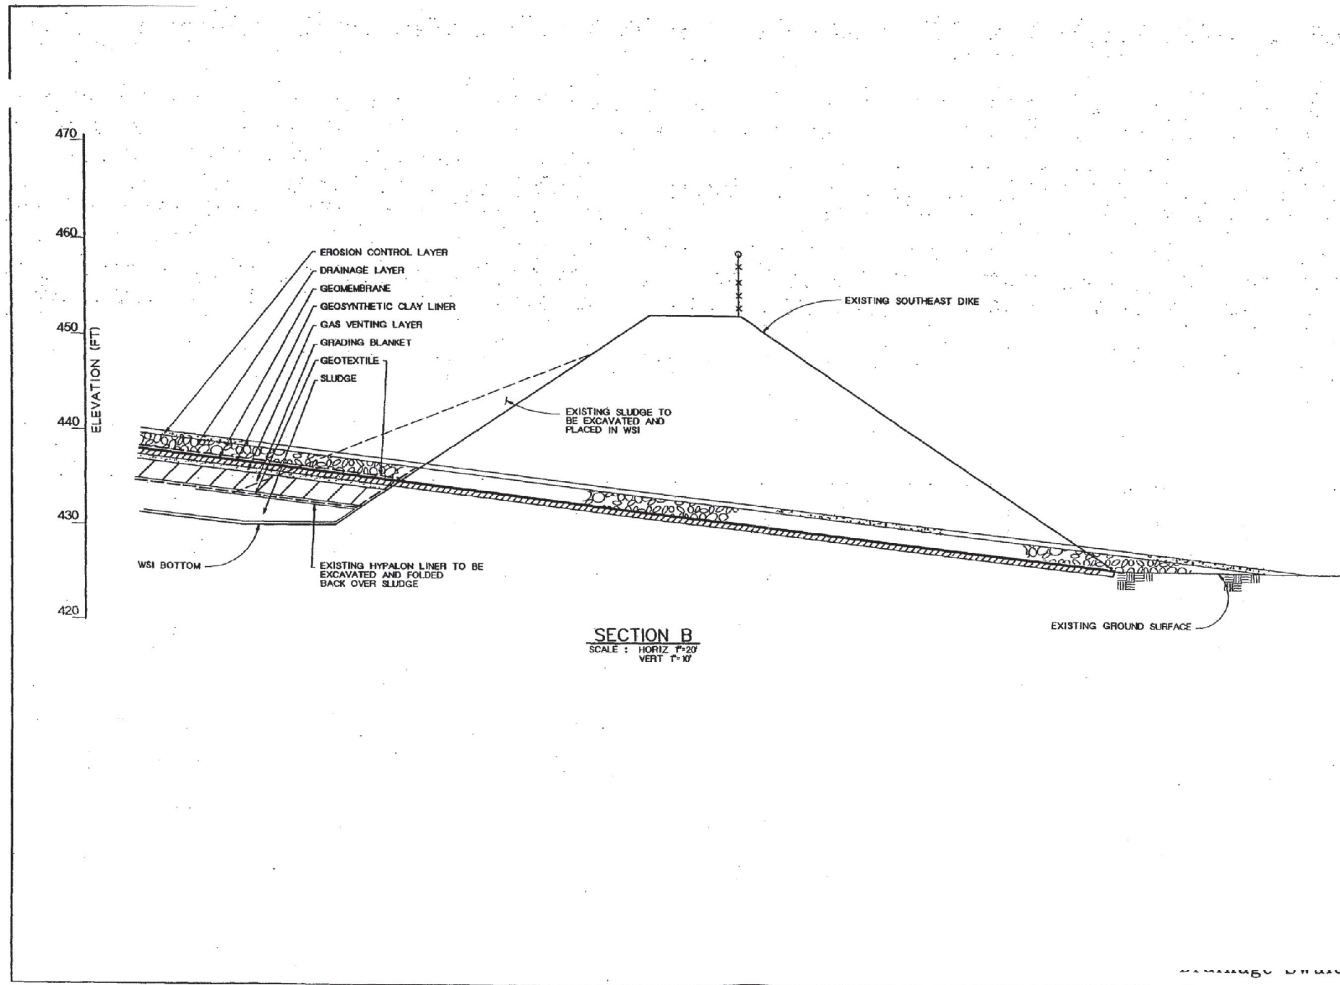 470
460
450
440
430
420
ELEVATION (FT)
EROSION CONTROL LAYER
DRAINAGE LAYER
GEOMEMBRANE
GEOSYNTHETIC CLAY LINER
GAS VENTING LAYER
GRADING BLANKET
GEOTEXTILE
SLUDGE
EXISTING SOUTHEAST DIKE
EXISTING SLUDGE TO
BE EXCAVATED AND
PLACED IN WSI
WSI BOTTOM
EXISTING HYPALON LINER TO BE
EXCAVATED AND FOLDED
BACK OVER SLUDGE
EXISTING GROUND SURFACE
SECTION B
SCALE : HORIZ 1"=20'
VERT 1"=10'